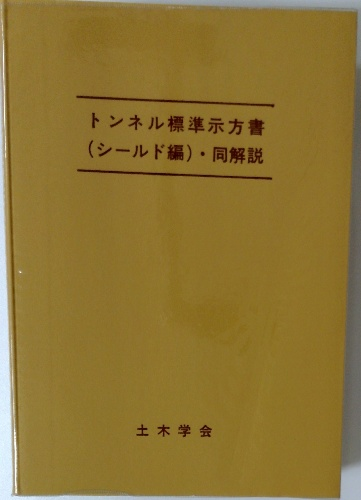 トンネル標準示方書
(シールド編)・同解説
土木学会